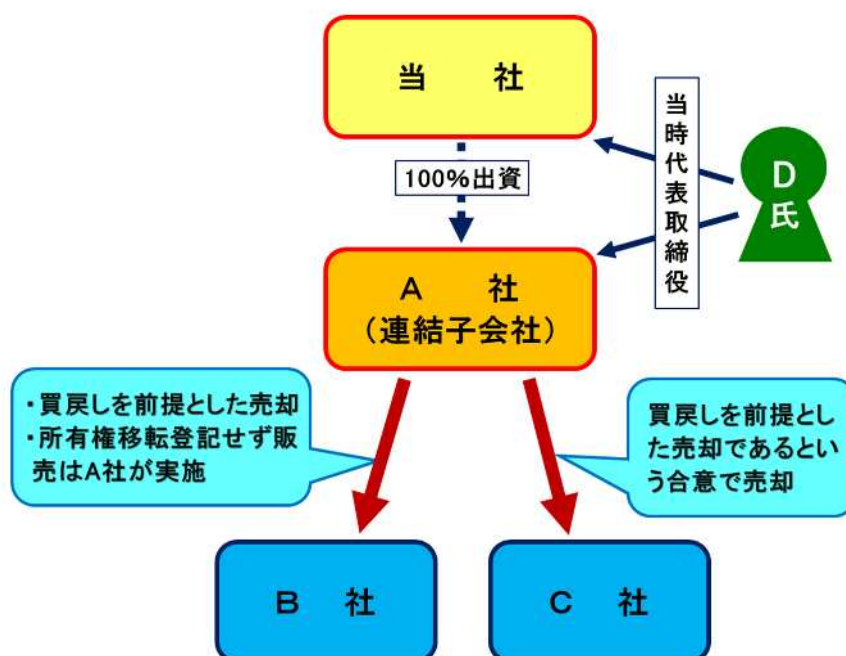 当　　社
100%出資
当時代表取締役
D
氏
A　　社
（連結子会社）
・買戻しを前提とした売却
・所有権移転登記せず販
売はA社が実施
買戻しを前提とし
た売却であるとい
う合意で売却
B　社
C　社